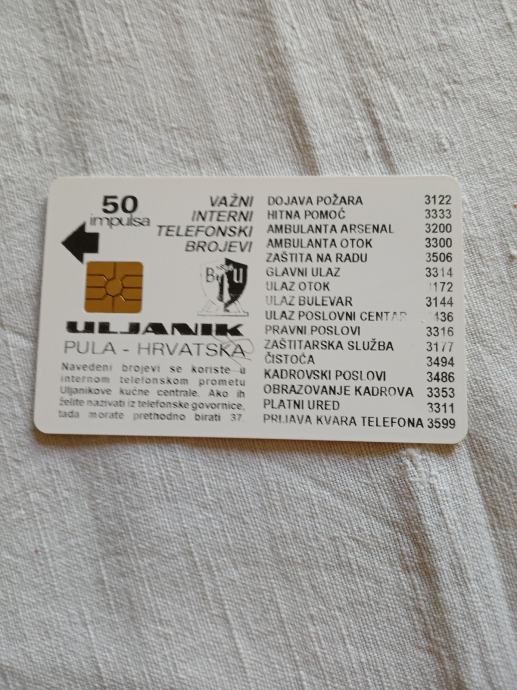 50
impulsa
VAŽNI
INTERNI
TELEFONSKI
BROJEVI
B U
ULJANIK
PULA - HRVATSKA
Navedeni brojevi se koriste u
internom telefonskom prometu
Uljanikove kućne centrale. Ako ih
želite nazivati iz telefonske govornice,
tada morate prethodno birati 37.
DOJAVA POŽARA 3122
HITNA POMOĆ 3333
AMBULANTA ARSENAL 3200
AMBULANTA OTOK 3300
ZAŠTITA NA RADU 3506
GLAVNI ULAZ 3314
ULAZ OTOK 172
ULAZ BULEVAR 3144
ULAZ POSLOVNI CENTAR 436
PRAVNI POSLOVI 3316
ZAŠTITARSKA SLUŽBA 3177
ČISTOĆA 3494
KADROVSKI POSLOVI 3486
OBRAZOVANJE KADROVA 3353
PLATNI URED 3311
PRIJAVA KVARA TELEFONA 3599